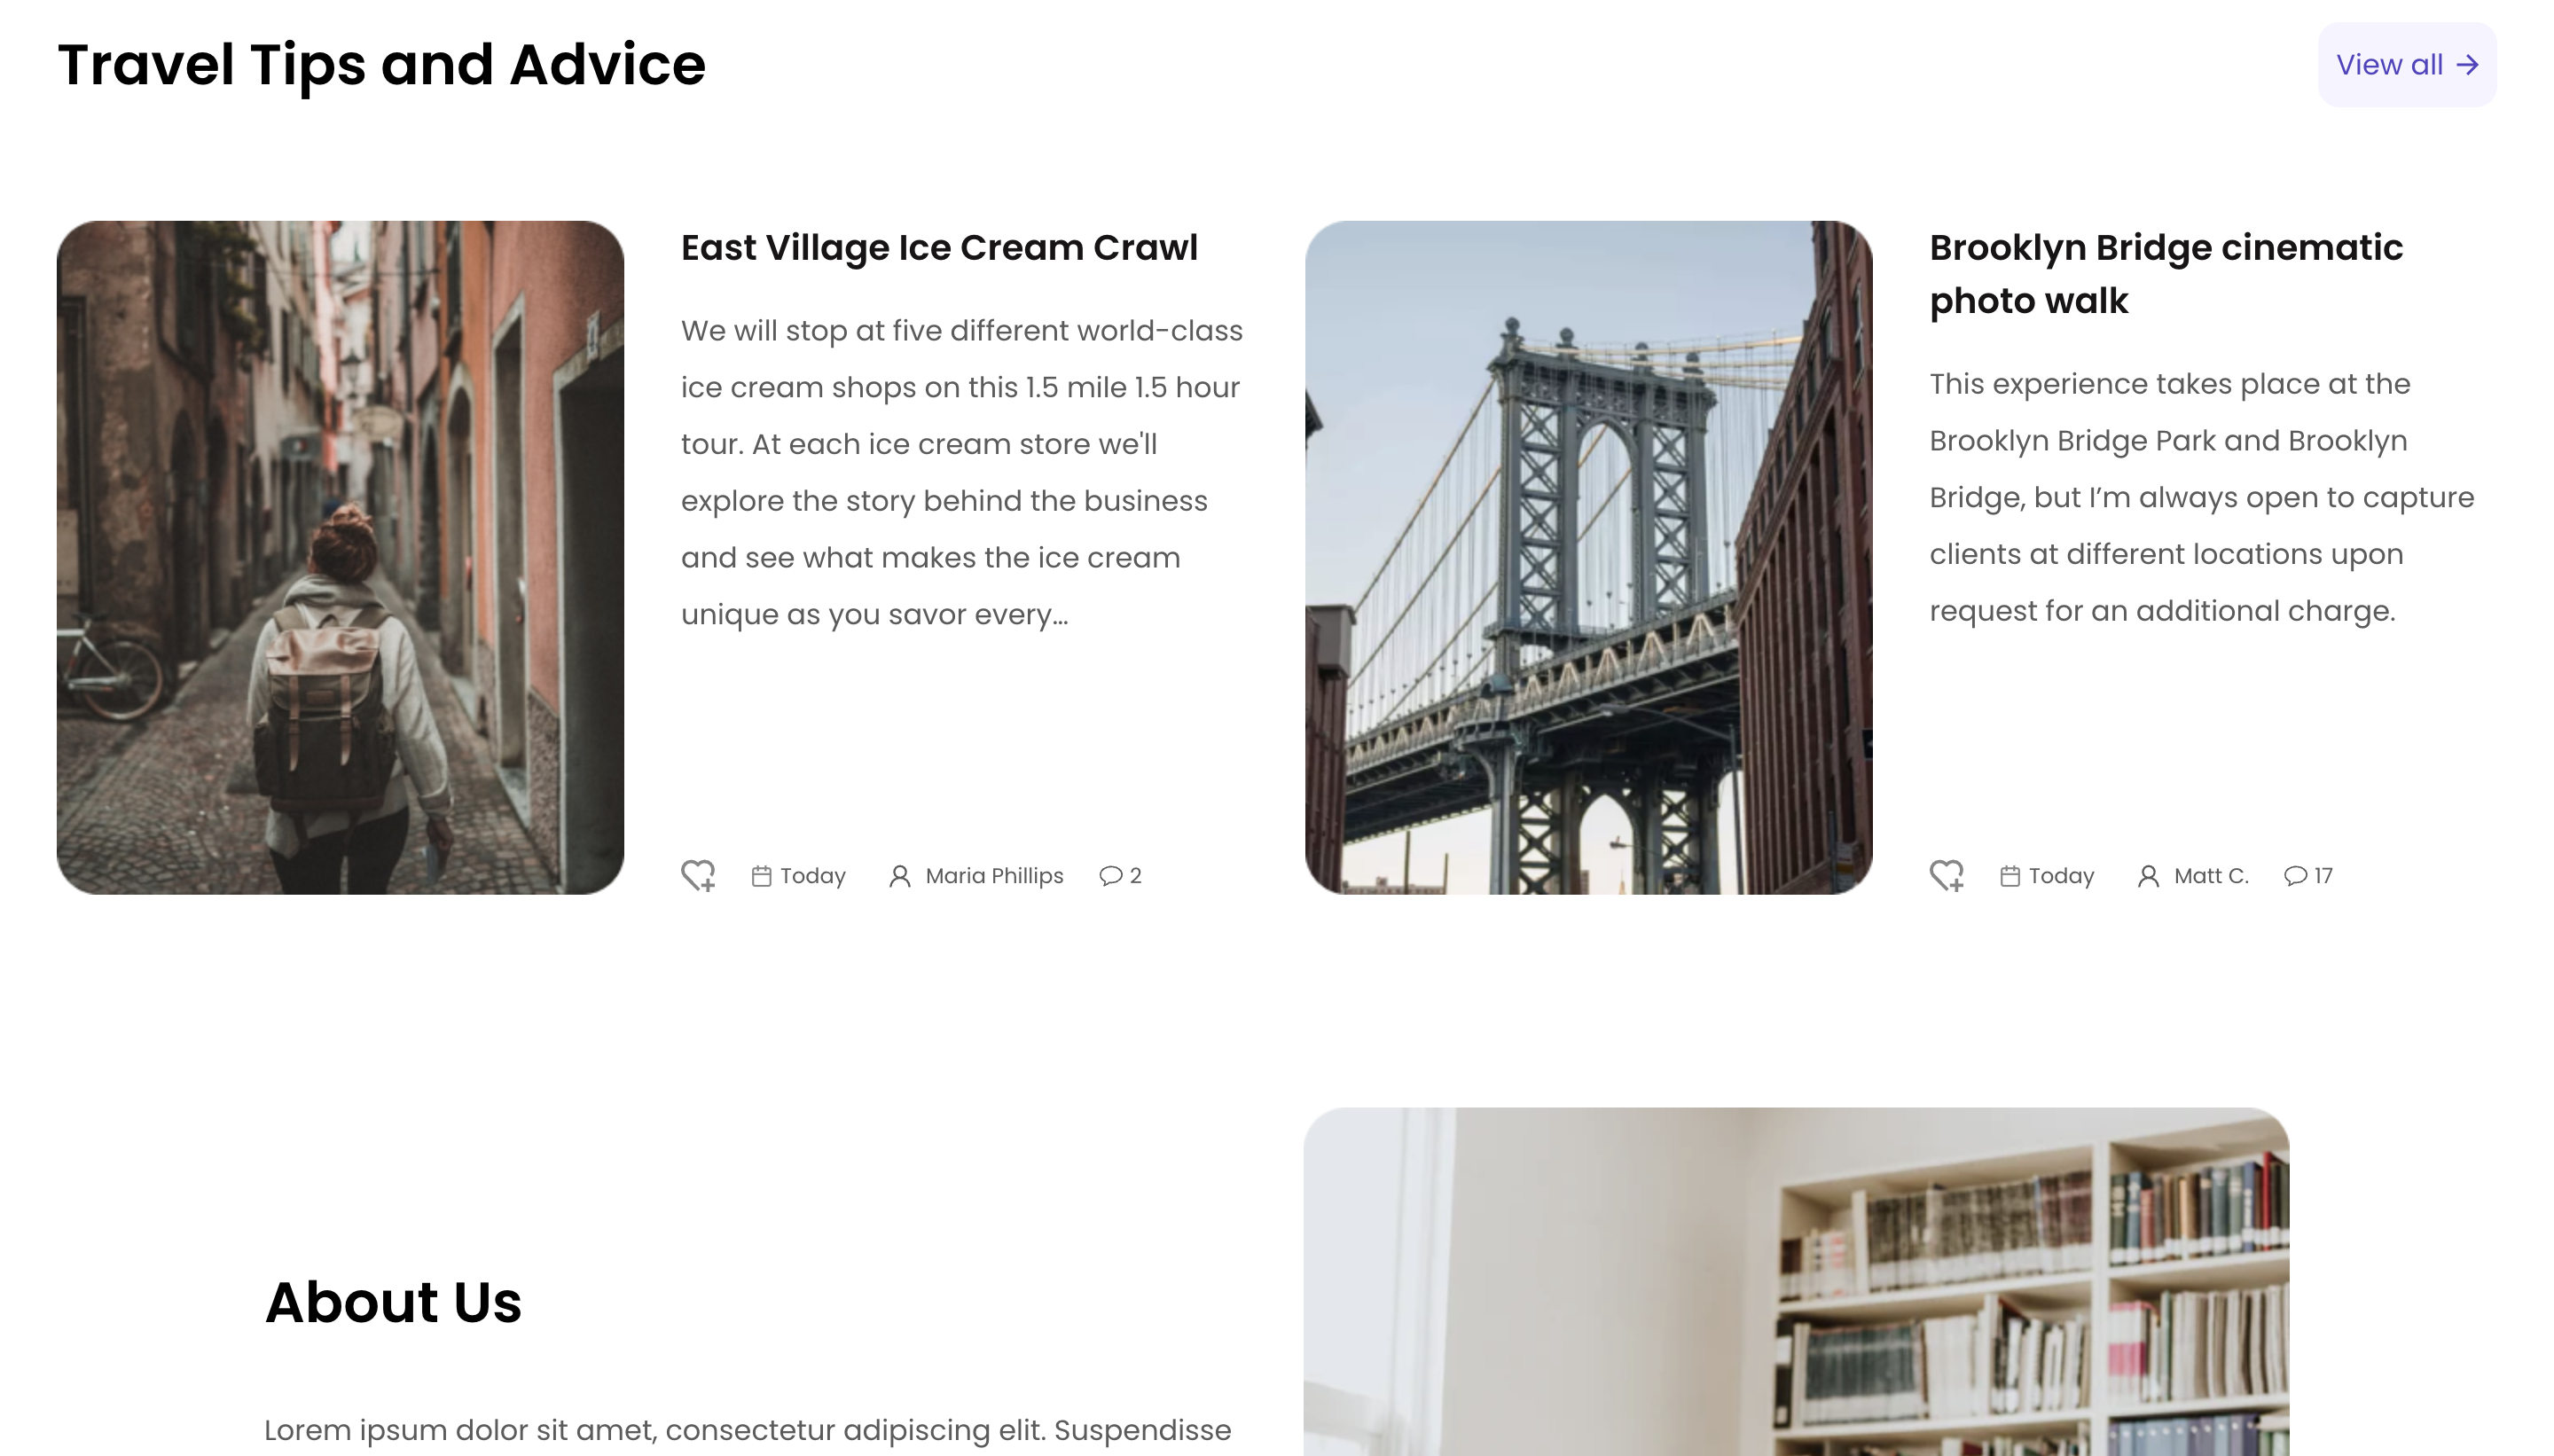 Travel Tips and Advice
View all →
East Village Ice Cream Crawl
We will stop at five different world-class
ice cream shops on this 1.5 mile 1.5 hour
tour. At each ice cream store we'll
explore the story behind the business
and see what makes the ice cream
unique as you savor every...
Today
Maria Phillips
2
Brooklyn Bridge cinematic
photo walk
This experience takes place at the
Brooklyn Bridge Park and Brooklyn
Bridge, but I’m always open to capture
clients at different locations upon
request for an additional charge.
Today
Matt C.
17
About Us
Lorem ipsum dolor sit amet, consectetur adipiscing elit. Suspendisse